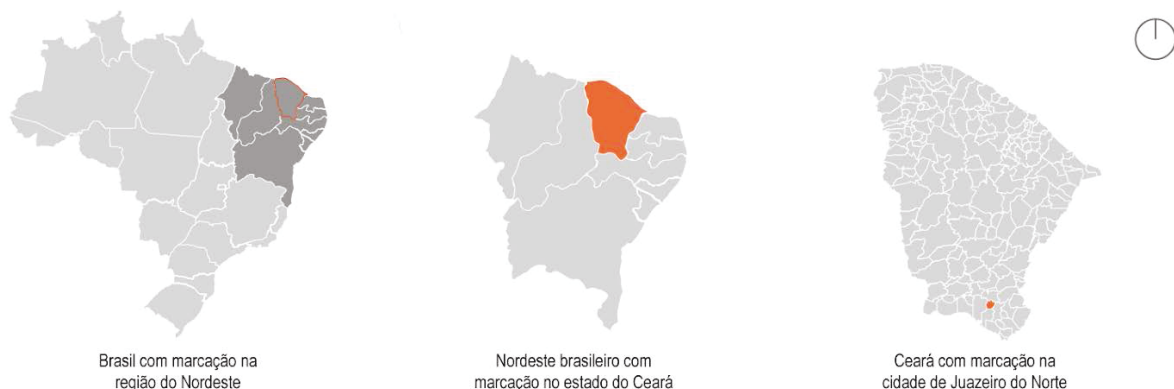 Brasil com marcação na
região do Nordeste
Nordeste brasileiro com
marcação no estado do Ceará
Ceará com marcação na
cidade de Juazeiro do Norte